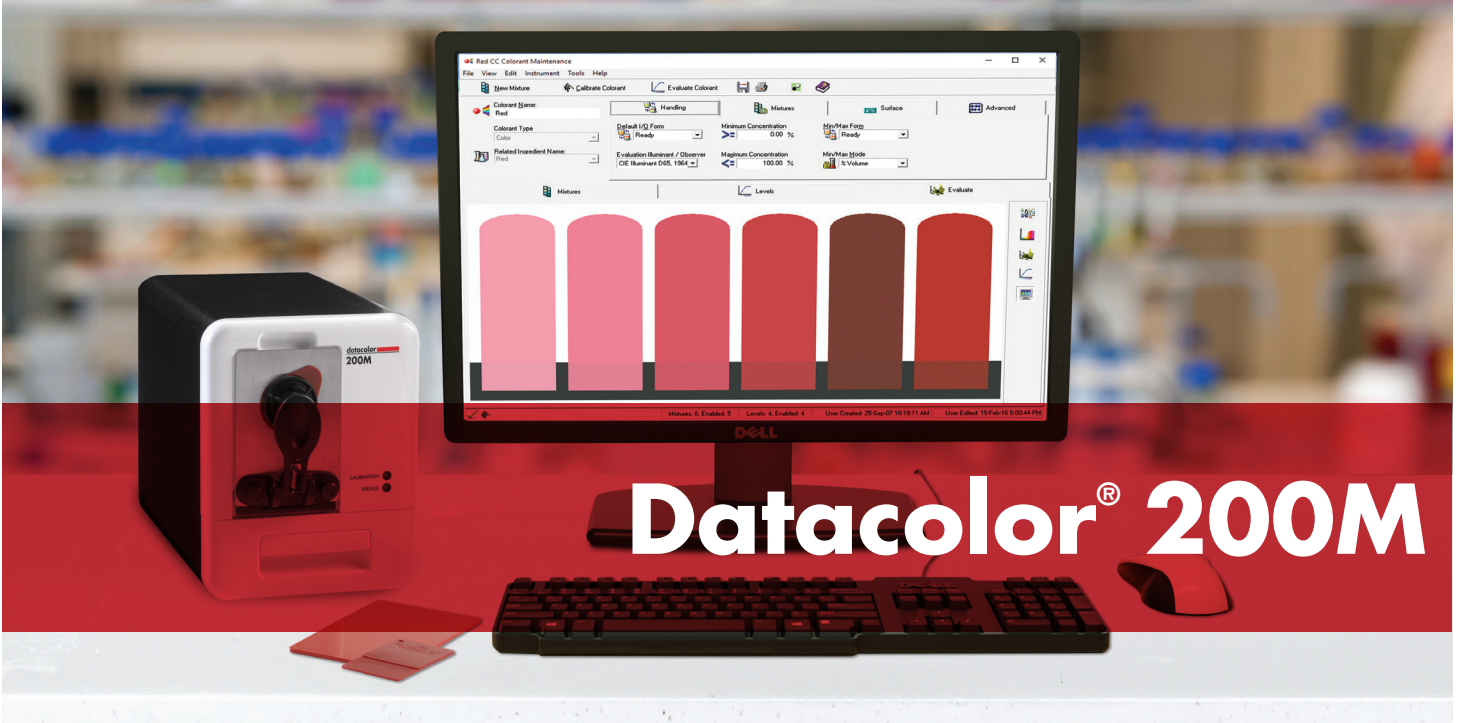 Red CC Colorant Maintenance
File View Edit Instrument Tools Help
New Mixture Calibrate Colorant Evaluate Colorant
Colorant Name:
Red
Handling Mixtures Surface Advanced
Colorant Type
Color
Default I/O Form
Ready
Minimum Concentration
>= 0.00 %
Min/Max Form
Ready
Related Ingredient Name:
Red
Evaluation Illuminant / Observer
CIE Illuminant D65, 1964
Maximum Concentration
<= 100.00 %
Min/Max Mode
% Volume
Mixtures Levels Evaluate
Mixtures: 6, Enabled: 5 Levels: 4, Enabled: 4 User Created: 25-Sep-07 10:19:11 AM User Edited: 15-Feb-16 5:00:44 PM
DELL
datacolor
200M
CALIBRATION
SERVICE
Datacolor® 200M